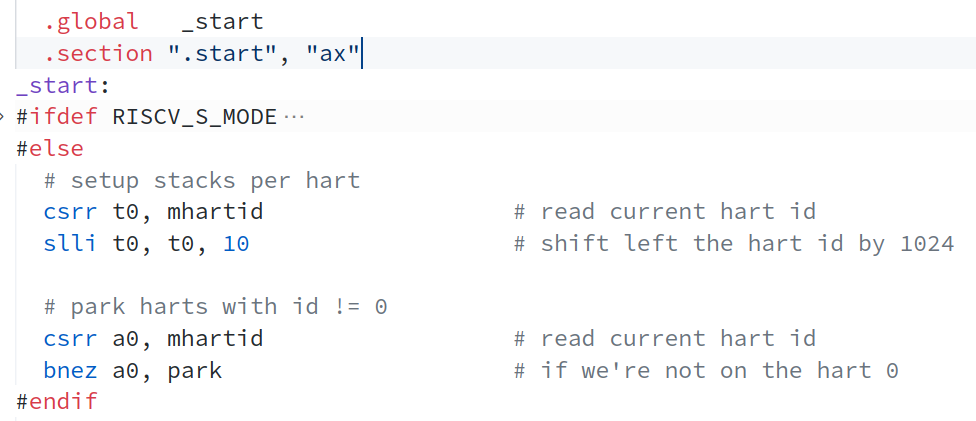 .global   _start
.section ".start", "ax"
_start:
#ifdef RISCV_S_MODE ···
#else
# setup stacks per hart
csrr t0, mhartid                  # read current hart id
slli t0, t0, 10                   # shift left the hart id by 1024
# park harts with id != 0
csrr a0, mhartid                  # read current hart id
bnez a0, park                     # if we're not on the hart 0
#endif